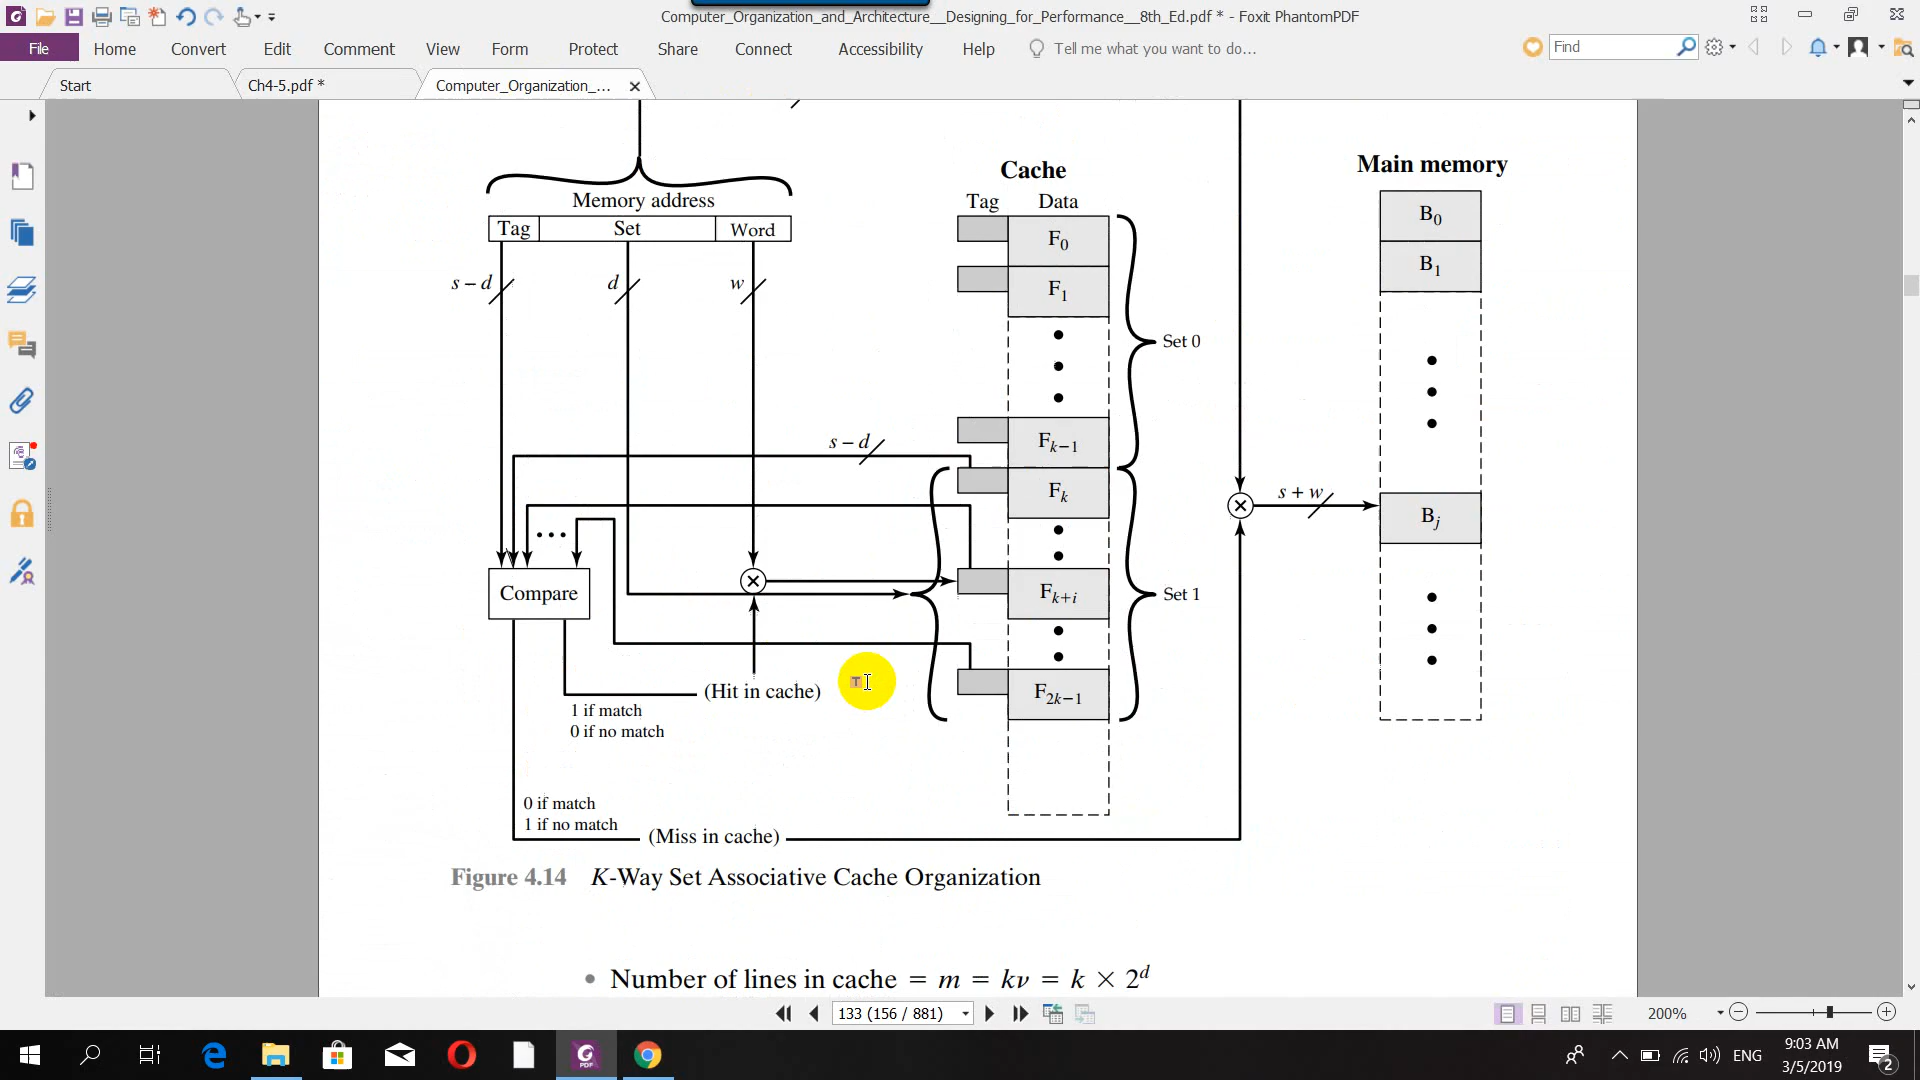 Computer_Organization_and_Architecture__Designing_for_Performance__8th_Ed.pdf * - Foxit PhantomPDF
File Home Convert Edit Comment View Form Protect Share Connect Accessibility Help Tell me what you want to do... Find
Start Ch4-5.pdf * Computer_Organization_...
Cache Main memory
Memory address Tag Data
Tag Set Word
F0 B0
s – d d w F1 B1
Set 0
s – d Fk–1
Fk s + w Bj
Compare Fk+i Set 1
(Hit in cache) T F2k–1
1 if match
0 if no match
0 if match
1 if no match
(Miss in cache)
Figure 4.14 K-Way Set Associative Cache Organization
• Number of lines in cache = m = kv = k × 2^d
133 (156 / 881) 200%
PDF
ENG 9:03 AM
3/5/2019 2